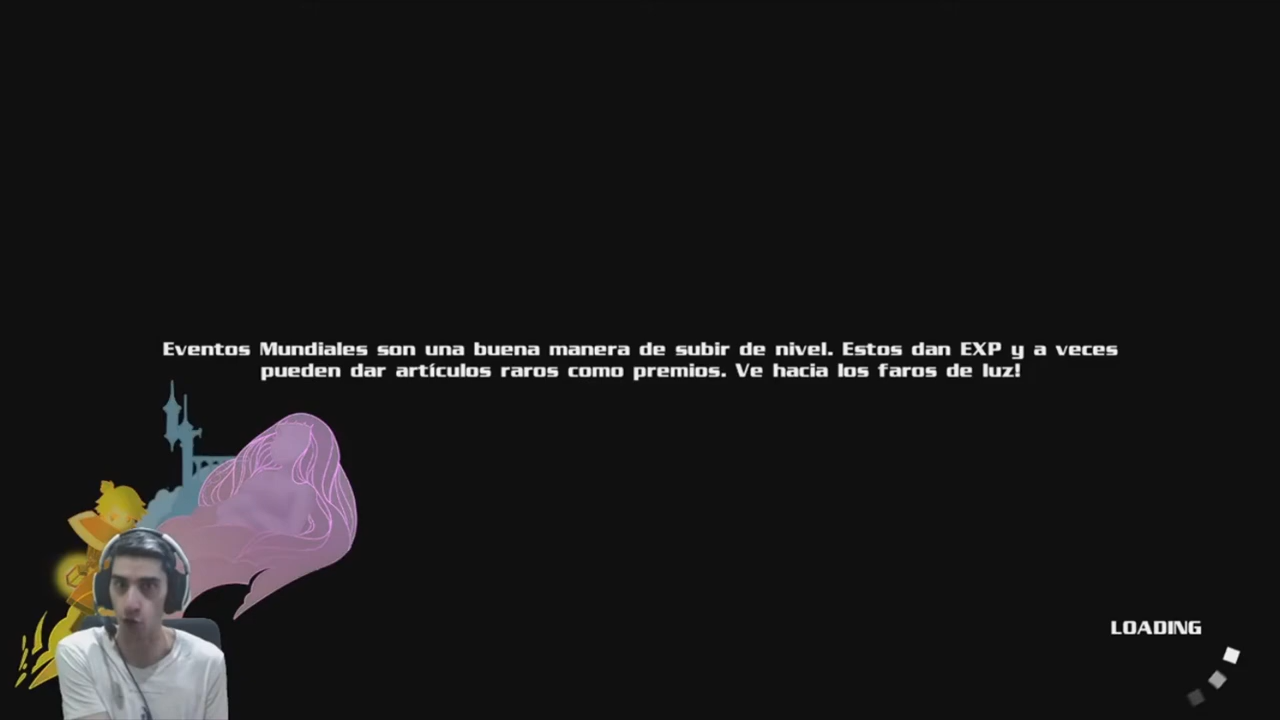 Eventos Mundiales son una buena manera de subir de nivel. Estos dan EXP y a veces
pueden dar artículos raros como premios. Ve hacia los faros de luz!
LOADING